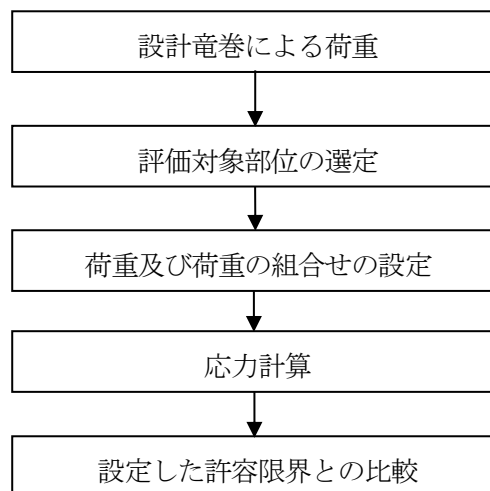 設計竜巻による荷重
評価対象部位の選定
荷重及び荷重の組合せの設定
応力計算
設定した許容限界との比較